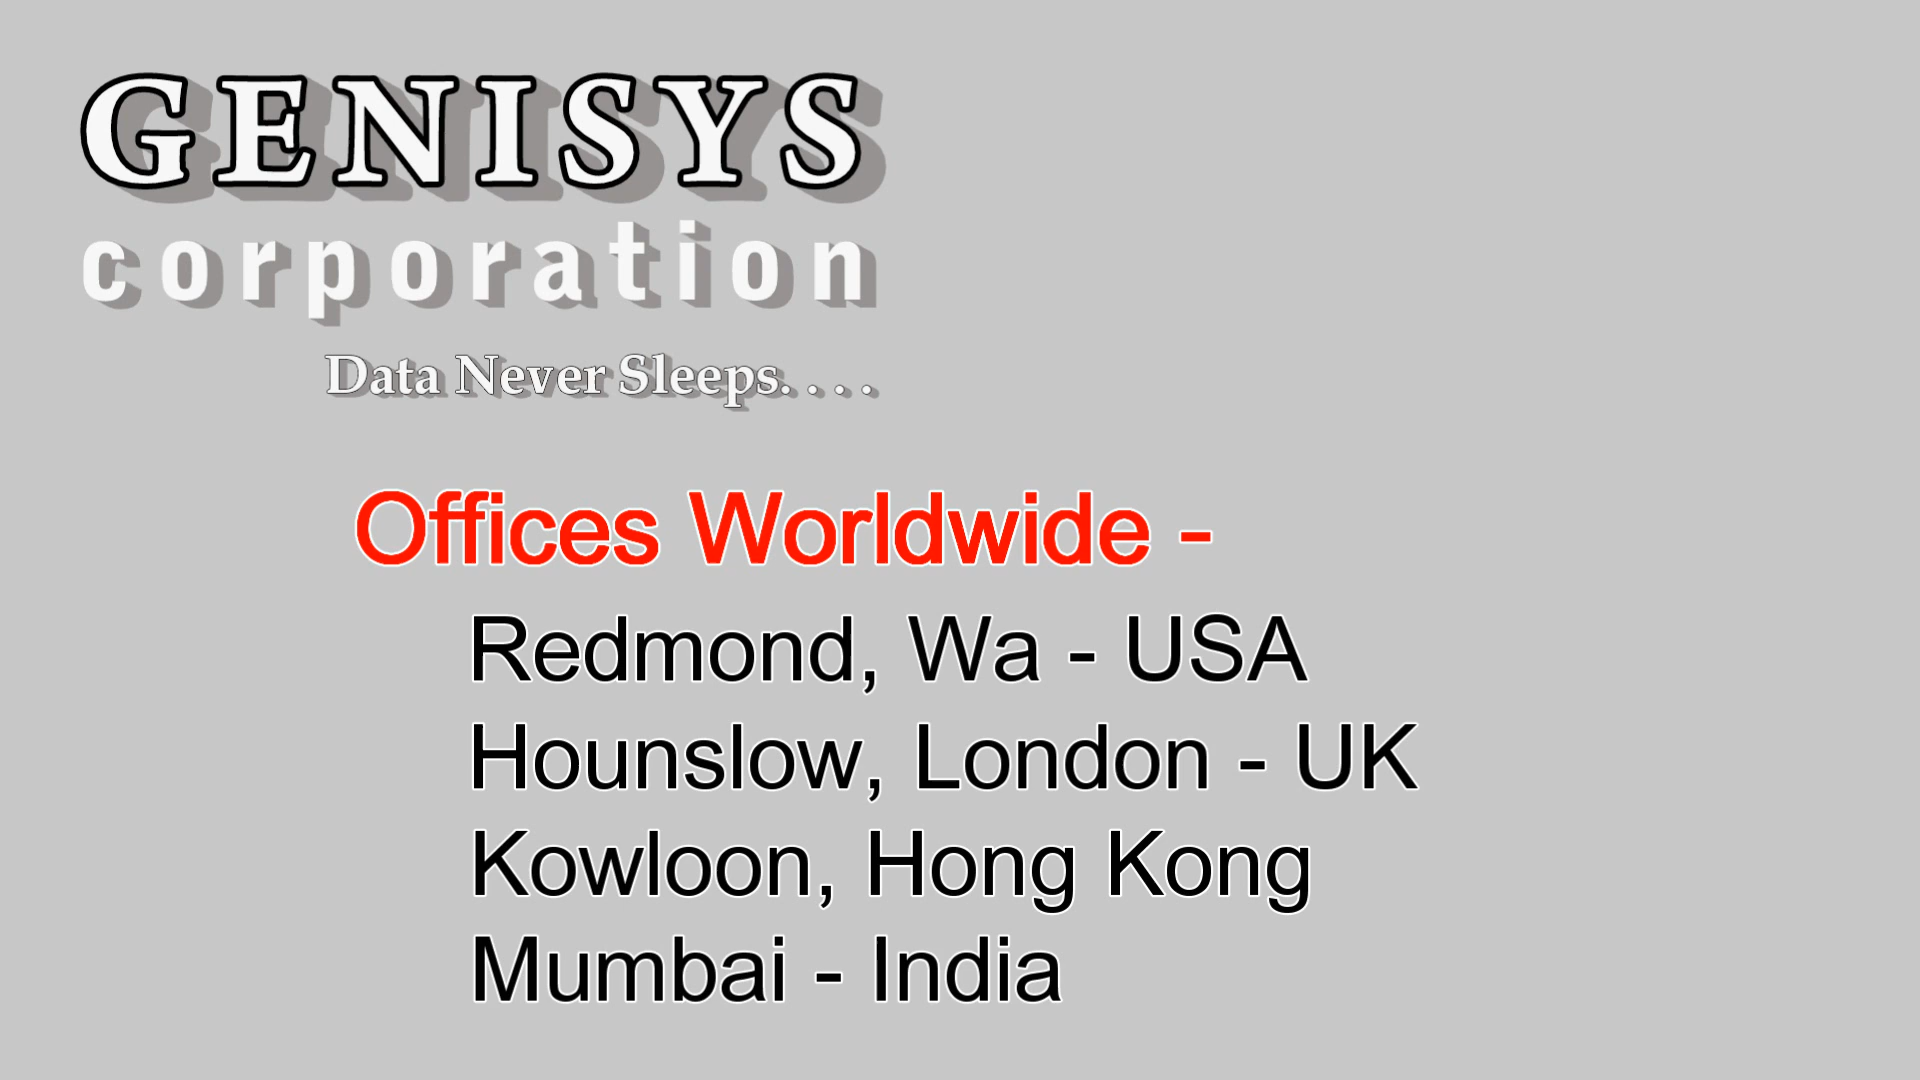 GENISYS
corporation
Data Never Sleeps. . . .
Offices Worldwide -
Redmond, Wa - USA
Hounslow, London - UK
Kowloon, Hong Kong
Mumbai - India